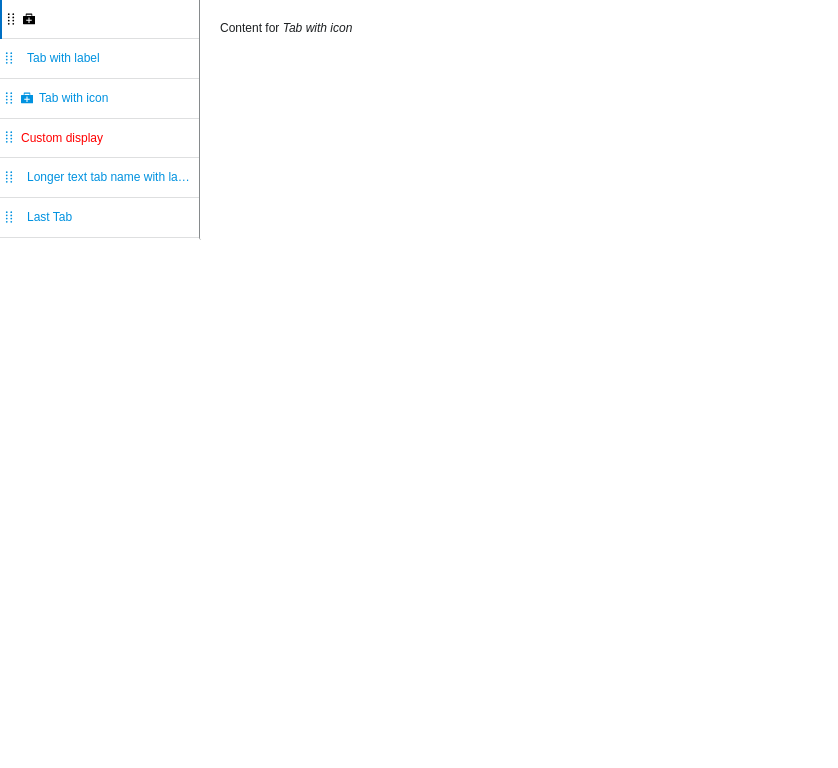 Content for Tab with icon
Tab with label
Tab with icon
Custom display
Longer text tab name with la…
Last Tab